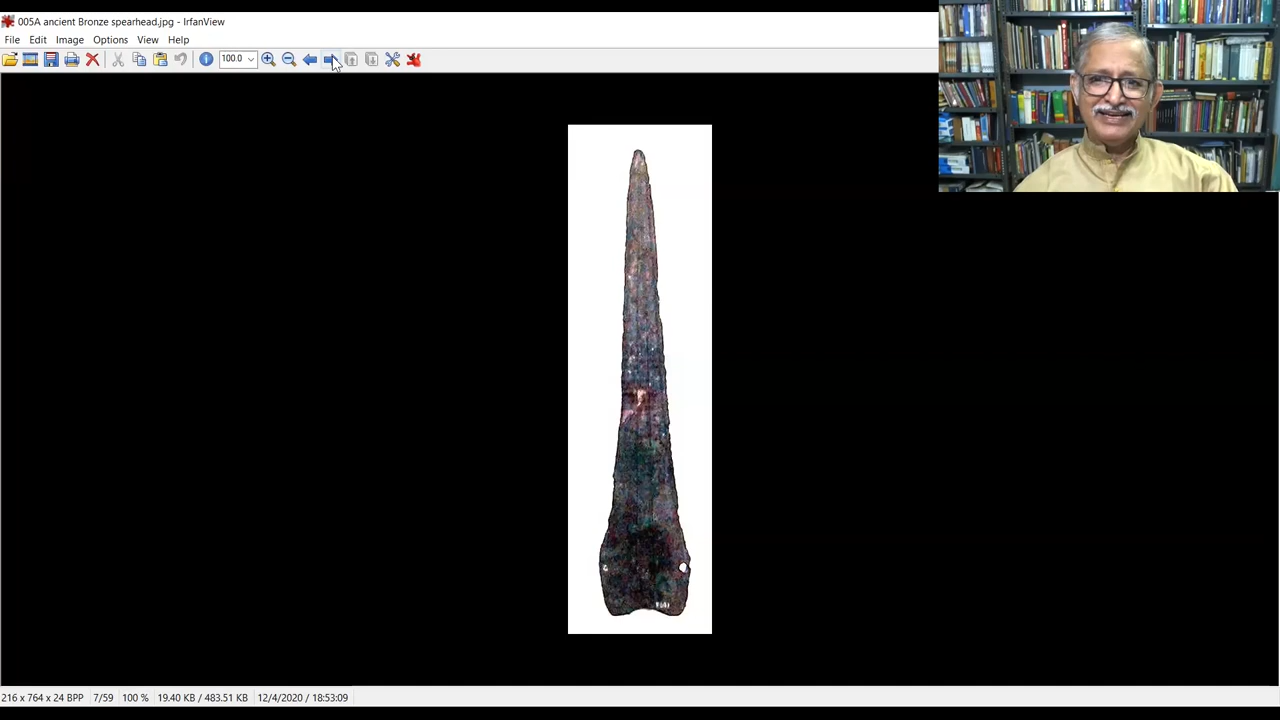 005A ancient Bronze spearhead.jpg - IrfanView
File Edit Image Options View Help
100.0
216 x 764 x 24 BPP 7/59 100 % 19.40 KB / 483.51 KB 12/4/2020 / 18:53:09